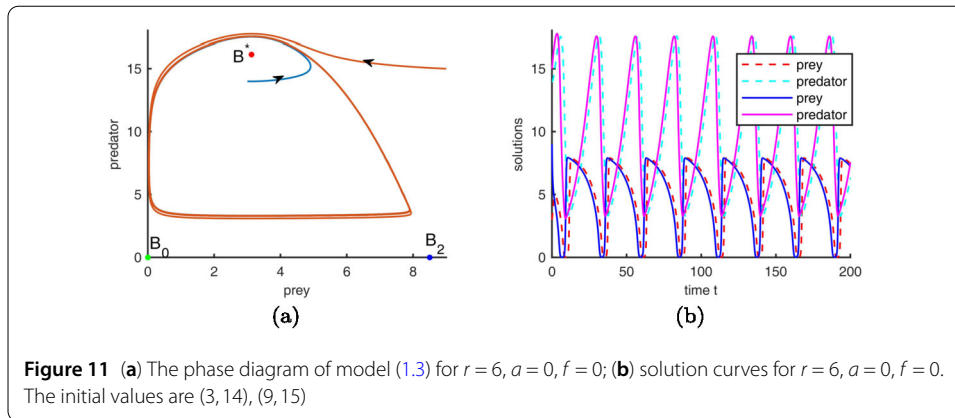 B*
15
10
5
0
predator
B0
B2
0
2
4
6
8
prey
(a)
prey
predator
prey
predator
15
10
5
0
solutions
0
50
100
150
200
time t
(b)
Figure 11 (a) The phase diagram of model (1.3) for r = 6, a = 0, f = 0; (b) solution curves for r = 6, a = 0, f = 0.
The initial values are (3, 14), (9, 15)